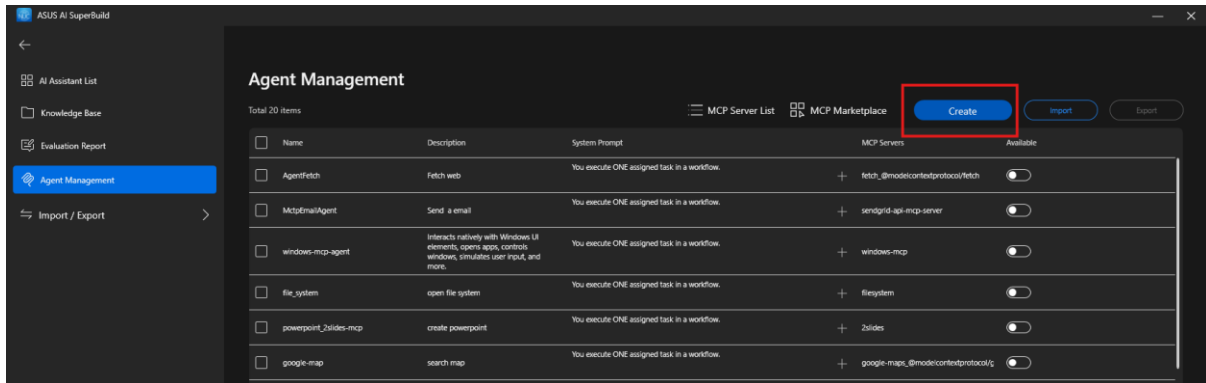 ASUS AI SuperBuild
AI Assistant List
Knowledge Base
Evaluation Report
Agent Management
Import / Export
Agent Management
Total 20 items
MCP Server List
MCP Marketplace
Create
Import
Export
Name Description System Prompt MCP Servers Available
AgentFetch Fetch web You execute ONE assigned task in a workflow. fetch_@modelcontextprotocol/fetch
MctpEmailAgent Send a email You execute ONE assigned task in a workflow. sendgrid-api-mcp-server
windows-mcp-agent
Interacts natively with Windows UI
elements, opens apps, controls
window, simulates user input, and
more.
You execute ONE assigned task in a workflow.
windows-mcp
file_system open file system You execute ONE assigned task in a workflow. filesystem
powerpoint_2slides-mcp create powerpoint You execute ONE assigned task in a workflow. 2slides
google-map search map You execute ONE assigned task in a workflow. google-maps_@modelcontextprotocol/g